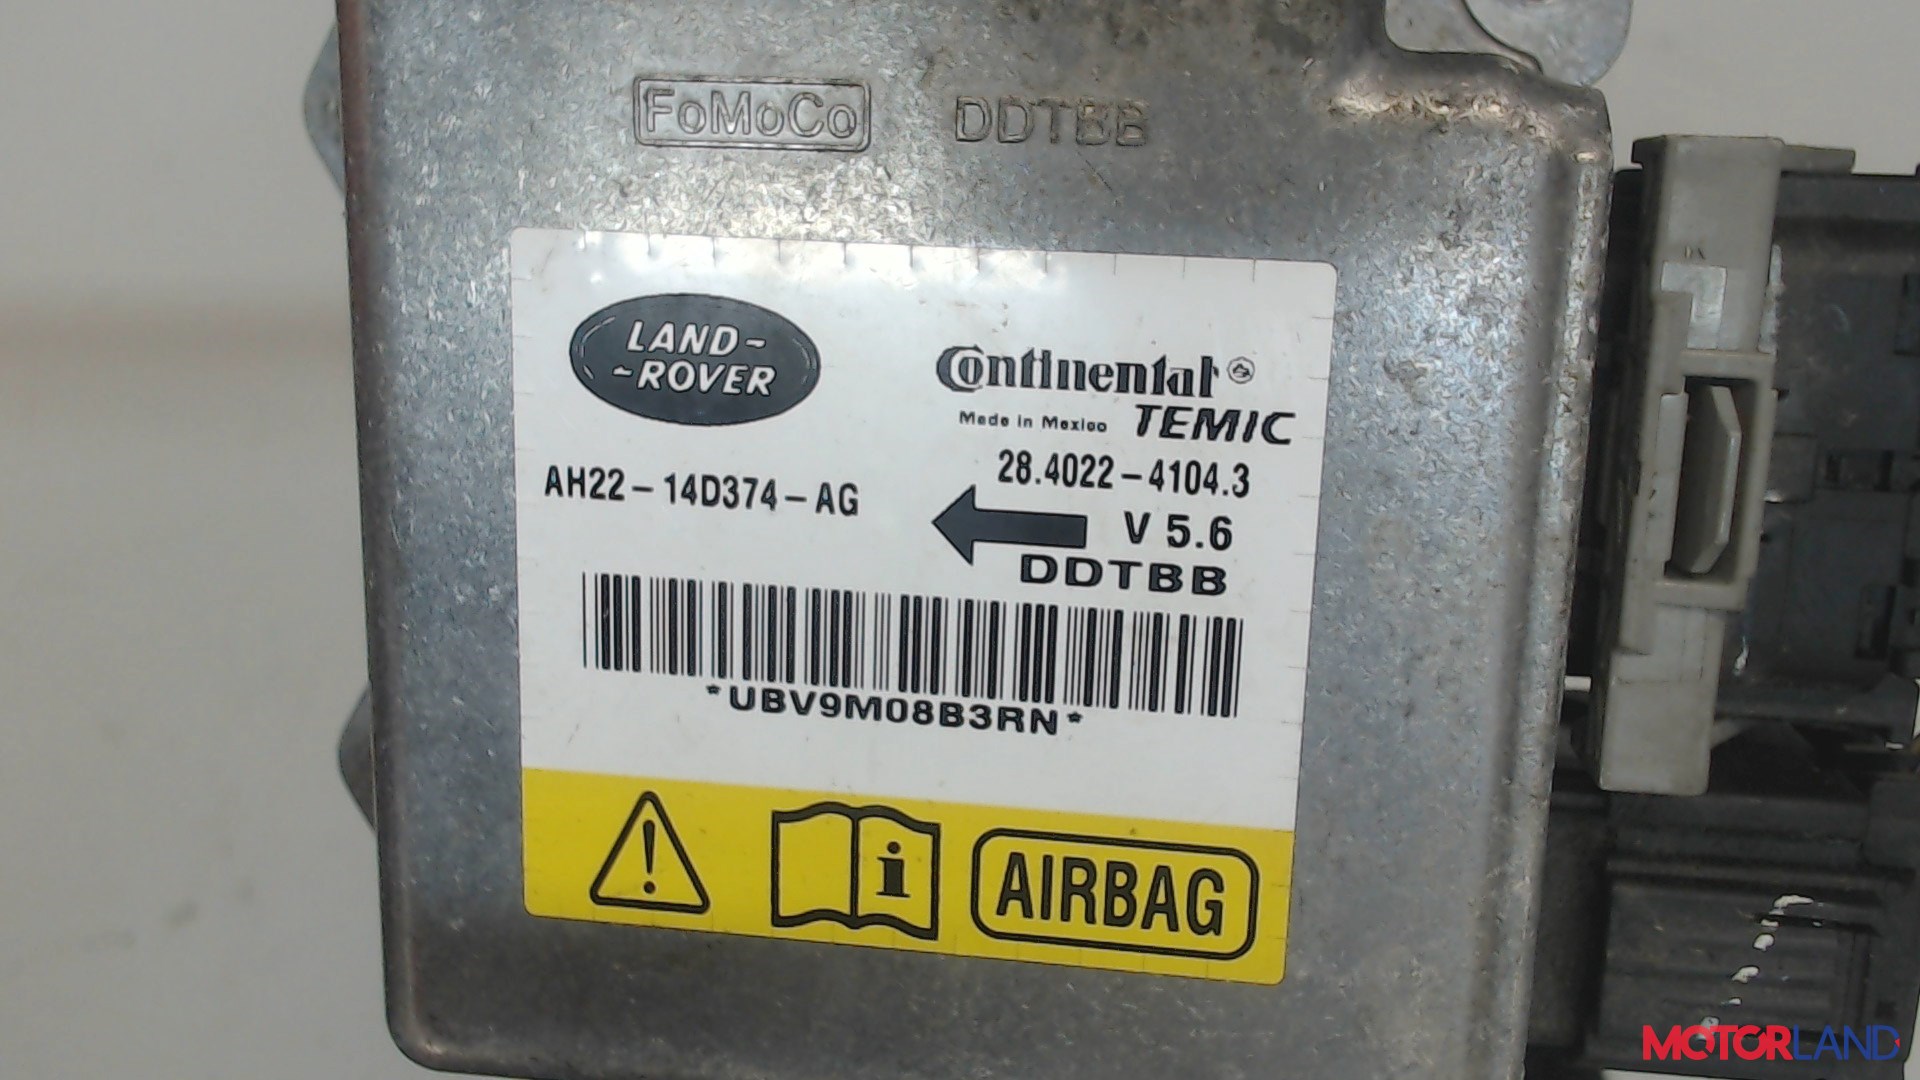 FoMoCo DDTBB
LAND-
-ROVER
Continental
Made in Mexico TEMIC
28.4022-4104.3
AH22-14D374-AG
V 5.6
DDTBB
*UBV9M08B3RN*
! i AIRBAG
MOTORLAND